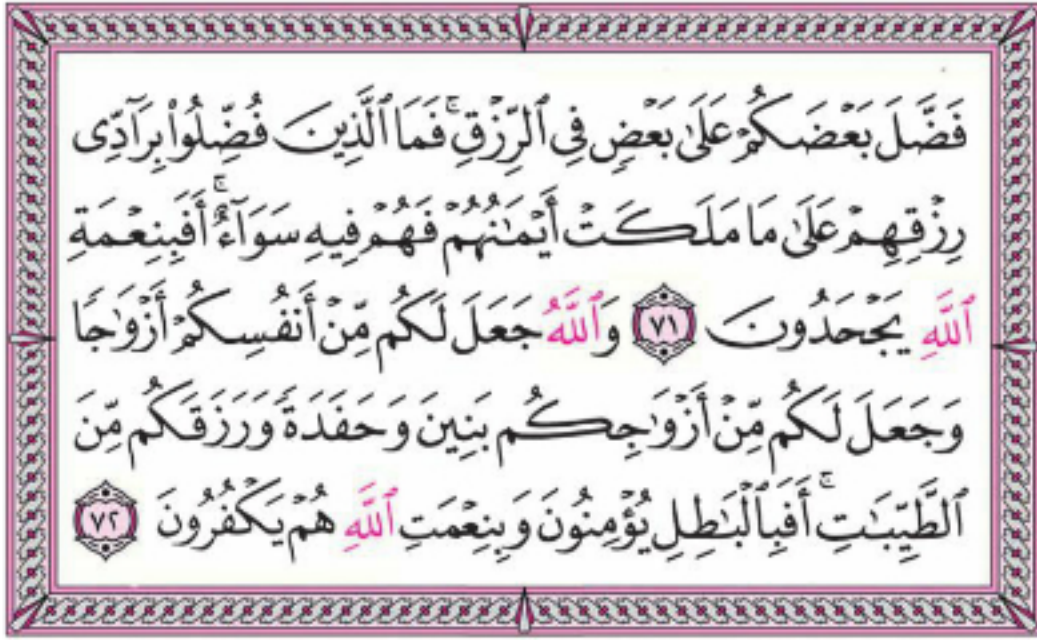 فَضَّلَ بَعْضَكُمْ عَلَىٰ بَعْضٍ فِي ٱلرِّزْقِ ۚ فَمَا ٱلَّذِينَ فُضِّلُوا۟ بِرَآدِّى
رِزْقِهِمْ عَلَىٰ مَا مَلَكَتْ أَيْمَـٰنُهُمْ فَهُمْ فِيهِ سَوَآءٌ ۚ أَفَبِنِعْمَةِ
ٱللَّهِ يَجْحَدُونَ ٧١ وَٱللَّهُ جَعَلَ لَكُم مِّنْ أَنفُسِكُمْ أَزْوَٰجًا
وَجَعَلَ لَكُم مِّنْ أَزْوَٰجِكُم بَنِينَ وَحَفَدَةً وَرَزَقَكُم مِّنَ
ٱلطَّيِّبَـٰتِ ۚ أَفَبِٱلْبَـٰطِلِ يُؤْمِنُونَ وَبِنِعْمَتِ ٱللَّهِ هُمْ يَكْفُرُونَ ٧٢